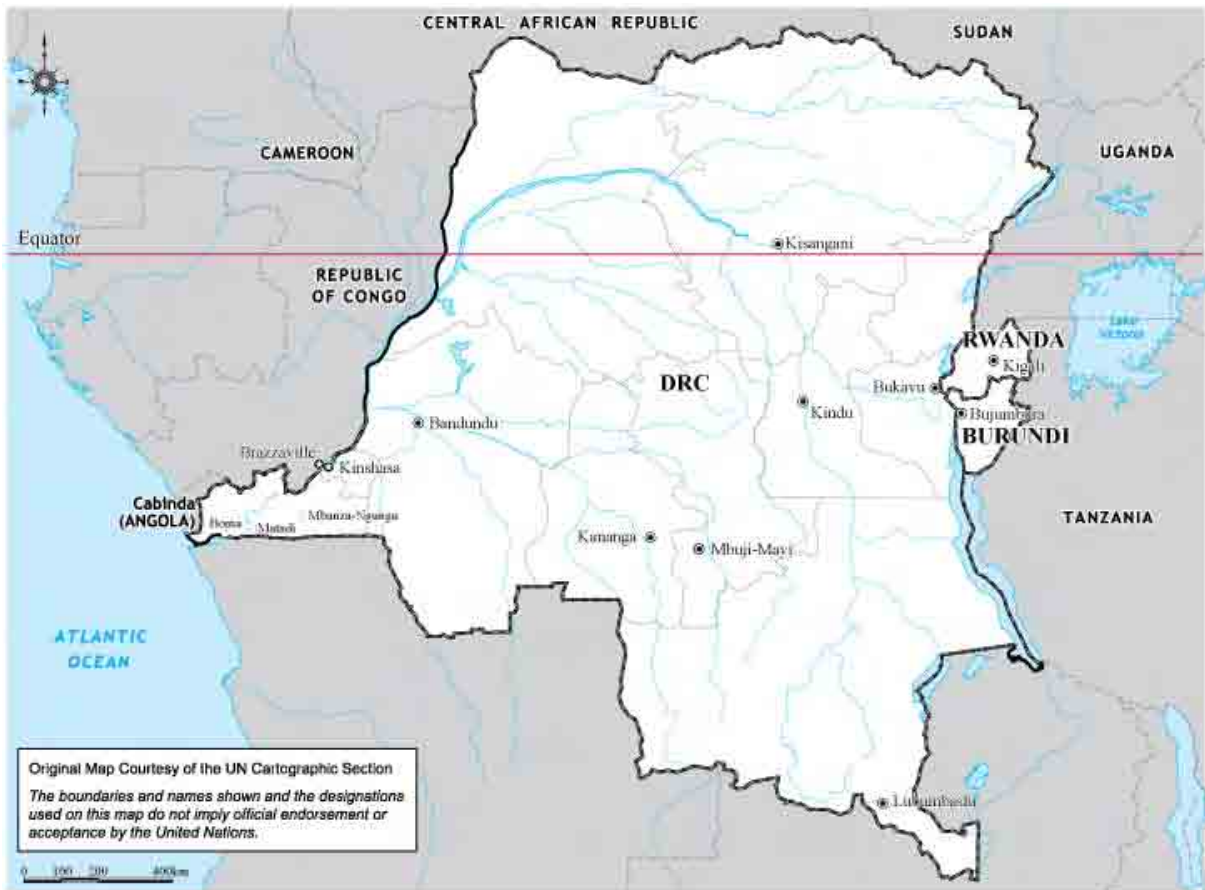 CENTRAL AFRICAN REPUBLIC
SUDAN
CAMEROON
UGANDA
Equator
Kisangani
REPUBLIC
OF CONGO
Lake
Victoria
RWANDA
Kigali
DRC
Bukavu
Kindu
Bujumbura
BURUNDI
Bandundu
Brazzaville
Kinshasa
Cabinda
(ANGOLA)
Boma
Matadi
Mbanza-Ngungu
TANZANIA
Kananga
Mbuji-Mayi
ATLANTIC
OCEAN
Original Map Courtesy of the UN Cartographic Section
The boundaries and names shown and the designations
used on this map do not imply official endorsement or
acceptance by the United Nations.
Lubumbashi
0 100 200 400km